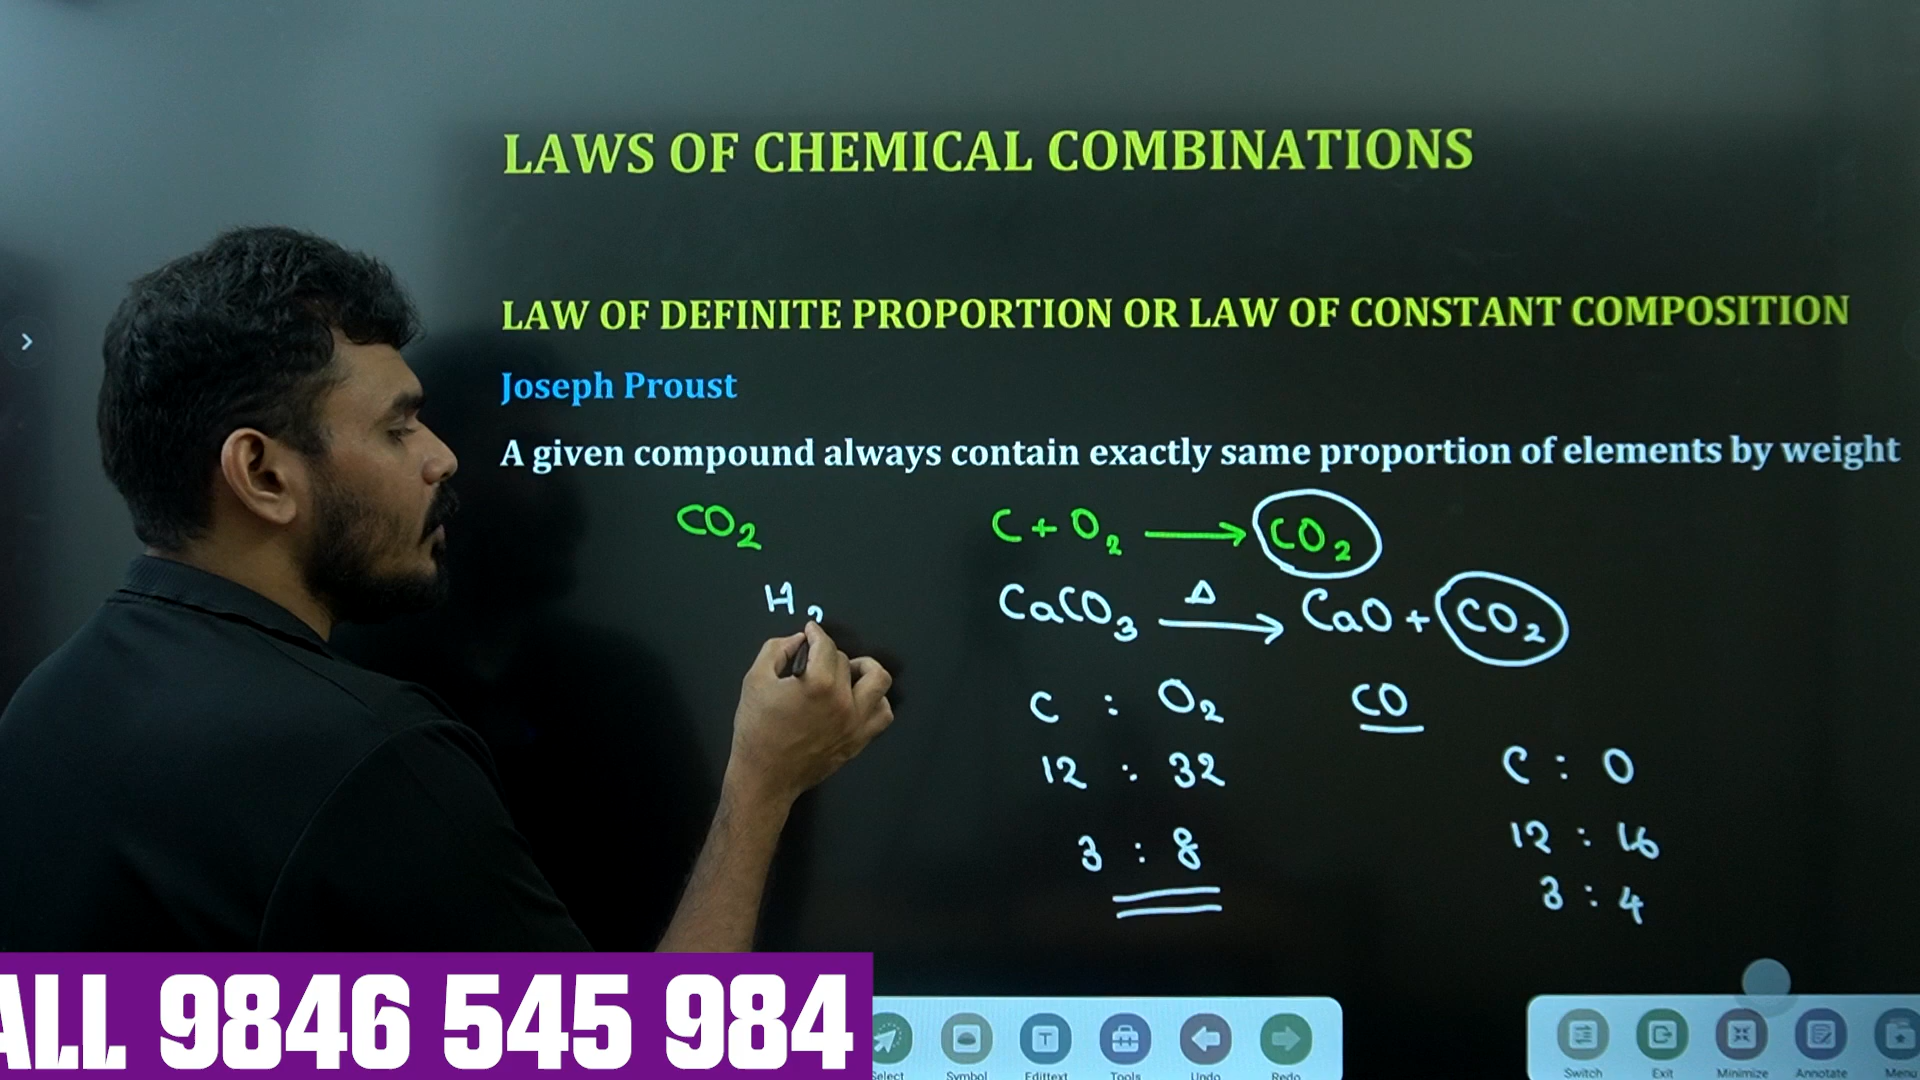 LAWS OF CHEMICAL COMBINATIONS
LAW OF DEFINITE PROPORTION OR LAW OF CONSTANT COMPOSITION
Joseph Proust
A given compound always contain exactly same proportion of elements by weight
CO₂
C + O₂ ⟶ CO₂
H₂
CaCO₃ ⟶ Δ CaO + CO₂
C : O₂
CO
12 : 32
C : O
3 : 8
12 : 16
3 : 4
ALL 9846 545 984
Select Symbol Edittext Tools Undo Redo
Switch Exit Minimize Annotate Menu